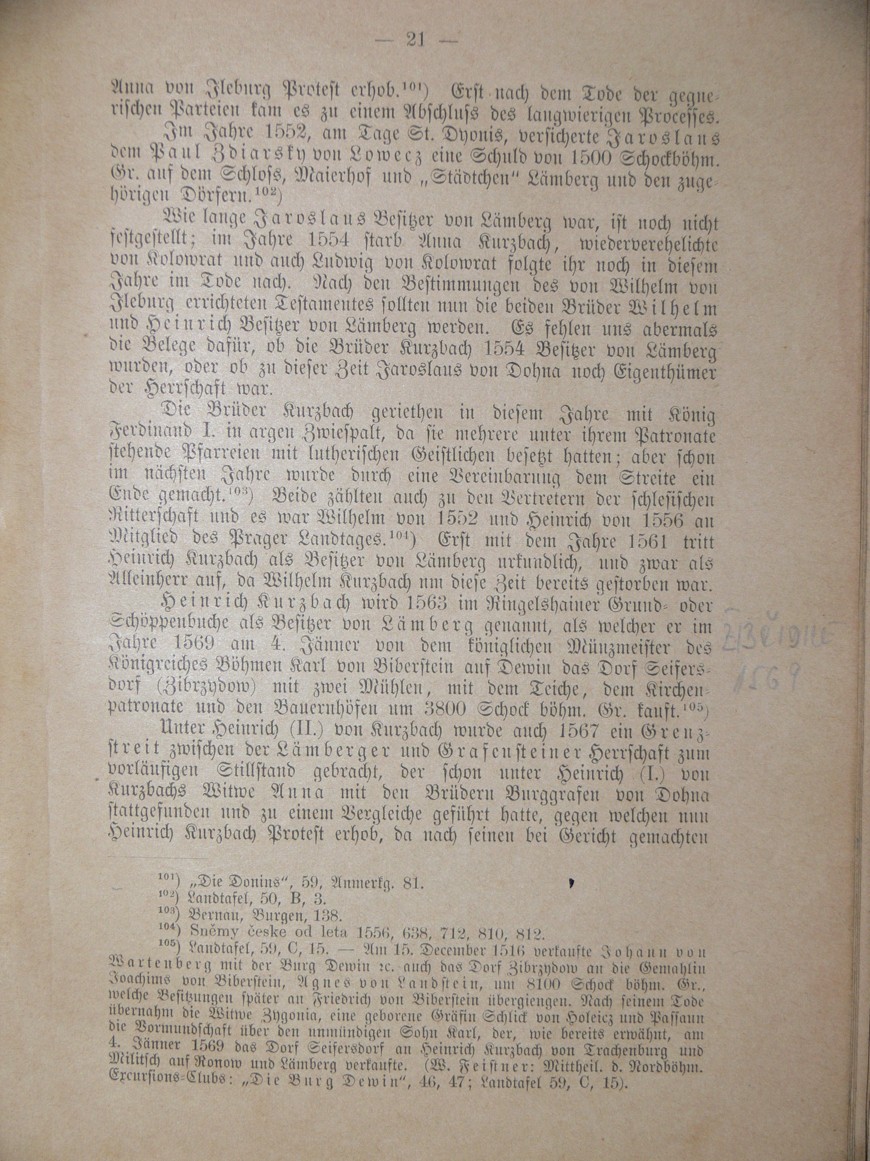 — 21 —
Anna von Ileburg Protest erhob.¹⁰¹) Erst nach dem Tode der gegne-
rischen Parteien kam es zu einem Abschluss des langwierigen Processes.
Im Jahre 1552, am Tage St. Dyonis, versicherte Jaroslaus
dem Paul Zdiarsky von Lowecz eine Schuld von 1500 Schockböhm.
Gr. auf dem Schloss, Maierhof und „Städtchen“ Lämberg und den zuge-
hörigen Dörfern.¹⁰²)
Wie lange Jaroslaus Besitzer von Lämberg war, ist noch nicht
festgestellt; im Jahre 1554 starb Anna Kurzbach, wiederverehelichte
von Kolowrat und auch Ludwig von Kolowrat folgte ihr noch in diesem
Jahre im Tode nach. Nach den Bestimmungen des von Wilhelm von
Ileburg errichteten Testamentes sollten nun die beiden Brüder Wilhelm
und Heinrich Besitzer von Lämberg werden. Es fehlen uns abermals
die Belege dafür, ob die Brüder Kurzbach 1554 Besitzer von Lämberg
wurden, oder ob zu dieser Zeit Jaroslaus von Dohna noch Eigenthümer
der Herrschaft war.
Die Brüder Kurzbach geriethen in diesem Jahre mit König
Ferdinand I. in argen Zwiespalt, da sie mehrere unter ihrem Patronate
stehende Pfarreien mit lutherischen Geistlichen besetzt hatten; aber schon
im nächsten Jahre wurde durch eine Vereinbarung dem Streite ein
Ende gemacht.¹⁰³) Beide zählten auch zu den Vertretern der schlesischen
Ritterschaft und es war Wilhelm von 1552 und Heinrich von 1556 an
Mitglied des Prager Landtages.¹⁰⁴) Erst mit dem Jahre 1561 tritt
Heinrich Kurzbach als Besitzer von Lämberg urkundlich, und zwar als
Alleinherr auf, da Wilhelm Kurzbach um diese Zeit bereits gestorben war.
Heinrich Kurzbach wird 1563 im Ringelshainer Grund- oder
Schöppenbuche als Besitzer von Lämberg genannt, als welcher er im
Jahre 1569 am 4. Jänner von dem königlichen Münzmeister des
Königreiches Böhmen Karl von Biberstein auf Dewin das Dorf Seifers-
dorf (Zibrzydow) mit zwei Mühlen, mit dem Teiche, dem Kirchen-
patronate und den Bauernhöfen um 3800 Schock böhm. Gr. kauft.¹⁰⁵)
1569
Unter Heinrich (II.) von Kurzbach wurde auch 1567 ein Grenz-
streit zwischen der Lämberger und Grafensteiner Herrschaft zum
vorläufigen Stillstand gebracht, der schon unter Heinrich (I.) von
Kurzbachs Witwe Anna mit den Brüdern Burggrafen von Dohna
stattgefunden und zu einem Vergleiche geführt hatte, gegen welchen nun
Heinrich Kurzbach Protest erhob, da nach seinen bei Gericht gemachten
¹⁰¹) „Die Donins“, 59, Anmerkg. 81.
¹⁰²) Landtafel, 50, B, 3.
¹⁰³) Bernau, Burgen, 138.
¹⁰⁴) Sněmy české od leta 1556, 638, 712, 810, 812.
¹⁰⁵) Landtafel, 59, C, 15. — Am 15. December 1516 verkaufte Johann von
Wartenberg mit der Burg Dewin ꝛc. auch das Dorf Zibrzydow an die Gemahlin
Joachims von Biberstein, Agnes von Landstein, um 8100 Schock böhm. Gr.,
welche Besitzungen später an Friedrich von Biberstein übergiengen. Nach seinem Tode
übernahm die Witwe Zygonia, eine geborene Gräfin Schlick von Holeicz und Passaun
die Vormundschaft über den unmündigen Sohn Karl, der, wie bereits erwähnt, am
4. Jänner 1569 das Dorf Seifersdorf an Heinrich Kurzbach von Trachenburg und
Militsch auf Ronow und Lämberg verkaufte. (W. Feistner: Mittheil. d. Nordböhm.
Excursions-Clubs: „Die Burg Dewin“, 46, 47; Landtafel 59, C, 15).